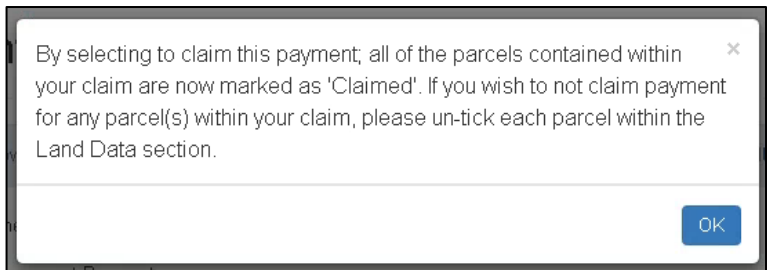 By selecting to claim this payment; all of the parcels contained within
your claim are now marked as 'Claimed'. If you wish to not claim payment
for any parcel(s) within your claim, please un-tick each parcel within the
Land Data section.
×
OK